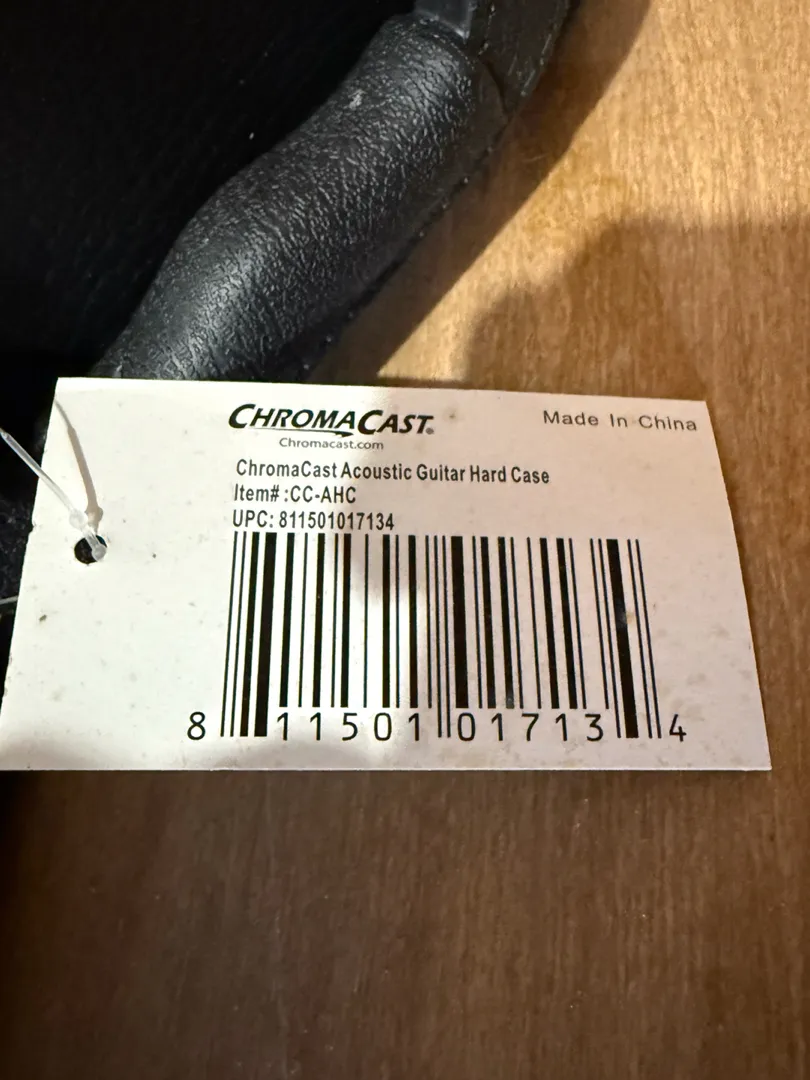 CHROMACAST®
Made In China
Chromacast.com
ChromaCast Acoustic Guitar Hard Case
Item# :CC-AHC
UPC: 811501017134
8 11501 01713 4